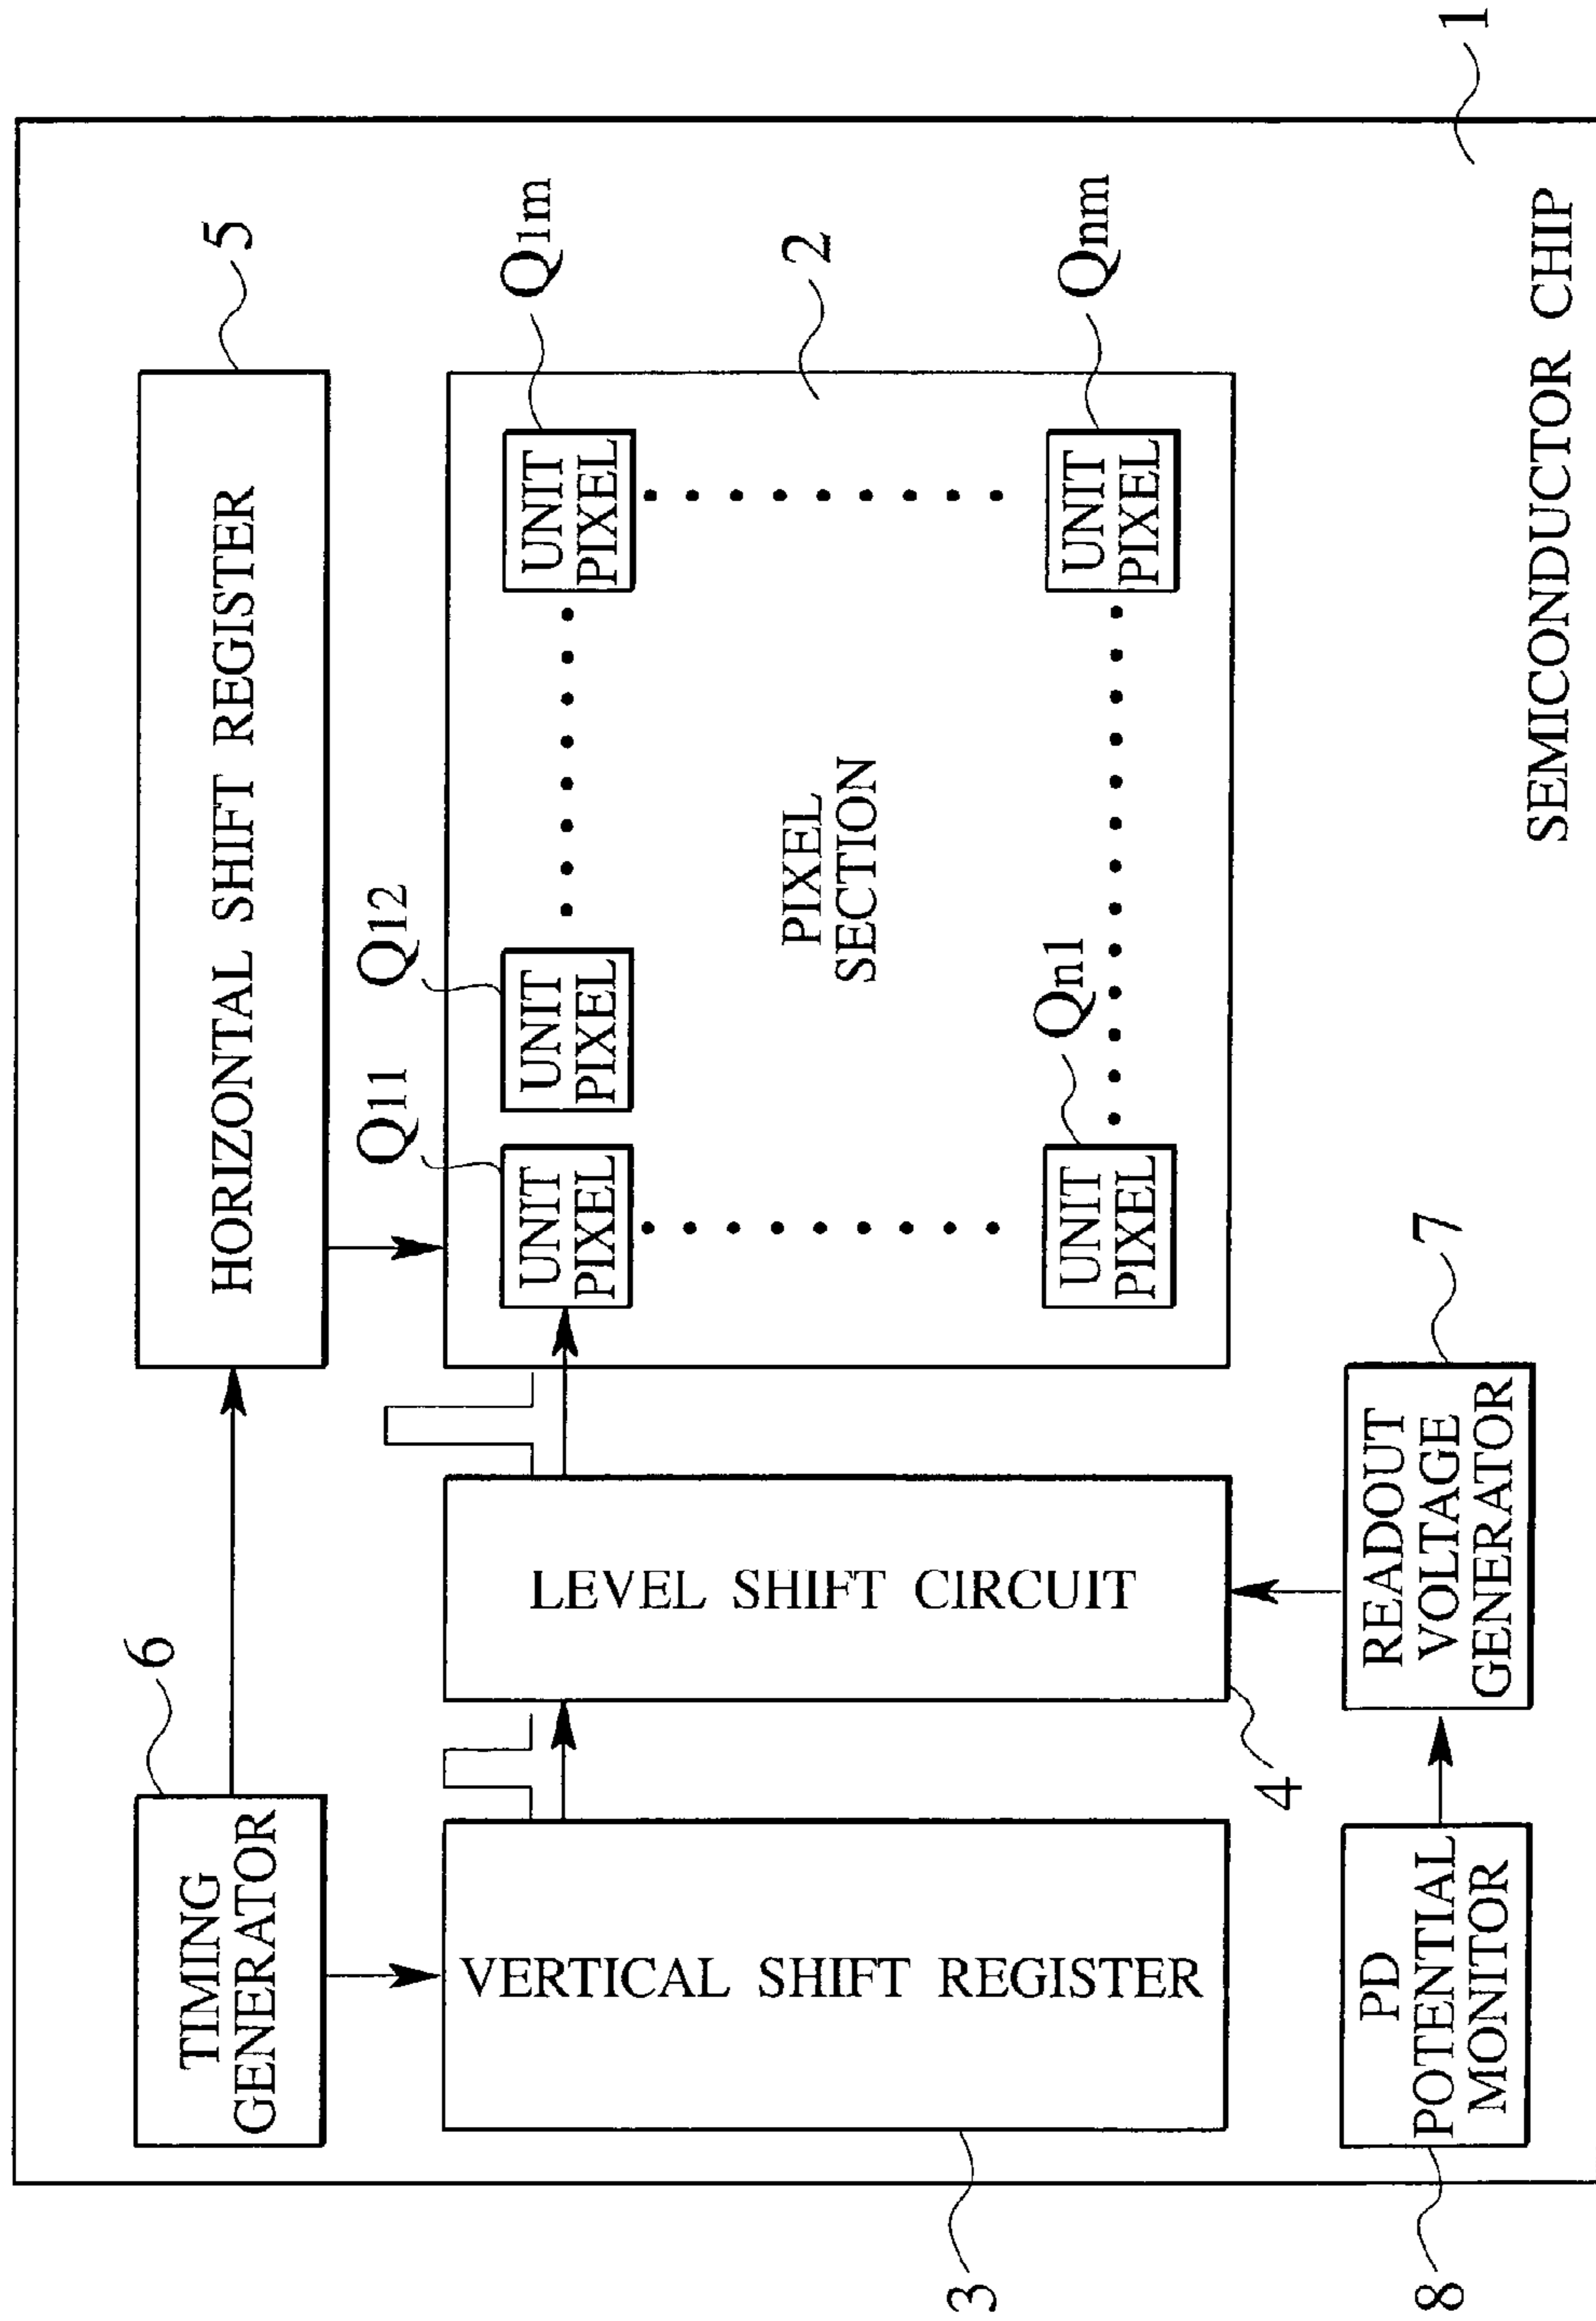 6
TIMING
GENERATOR
5
HORIZONTAL SHIFT REGISTER
1
Q11
Q12
Q1m
VERTICAL SHIFT REGISTER
3
LEVEL SHIFT CIRCUIT
4
UNIT
PIXEL
UNIT
PIXEL
UNIT
PIXEL
PIXEL
SECTION
2
Qn1
Qnm
UNIT
PIXEL
UNIT
PIXEL
8
PD
POTENTIAL
MONITOR
7
READOUT
VOLTAGE
GENERATOR
SEMICONDUCTOR CHIP